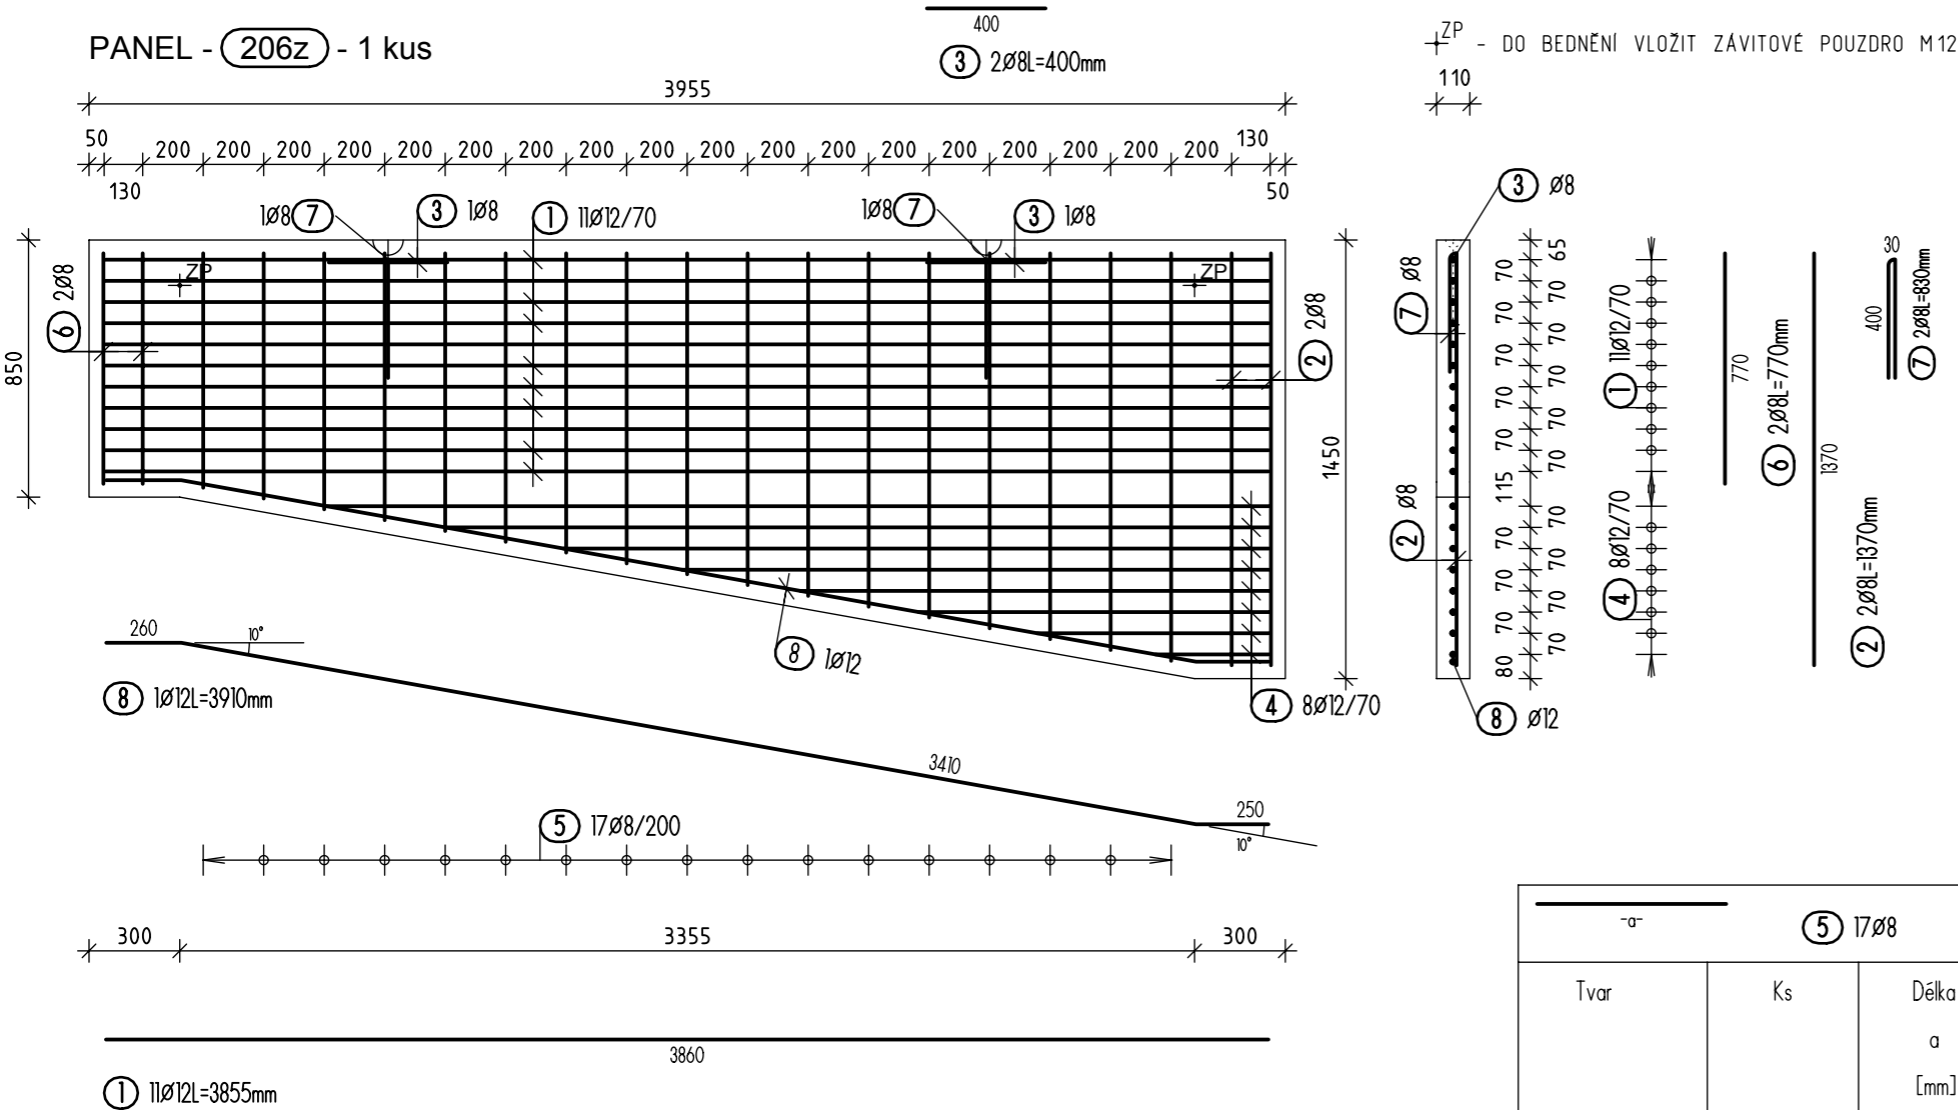 400
③ 2Ø8L=400mm
PANEL - 206z - 1 kus
ZP - DO BEDNĚNÍ VLOŽIT ZÁVITOVÉ POUZDRO M12
3955
110
50 200 200 200 200 200 200 200 200 200 200 200 200 200 200 200 200 200 130
130 50
1Ø8 ⑦ ③ 1Ø8 ① 11Ø12/70 1Ø8 ⑦ ③ 1Ø8
③ Ø8
ZP ZP
⑥ 2Ø8
850
② 2Ø8
1450
⑦ Ø8
② Ø8
65
70
70
70
70
70
70
70
70
70
70
115
70
70
70
70
70
70
70
80
① 11Ø12/70
④ 8Ø12/70
770
⑥ 2Ø8L=770mm
1370
② 2Ø8L=1370mm
30
400
⑦ 2Ø8L=830mm
⑧ 1Ø12
④ 8Ø12/70
⑧ Ø12
260 10°
⑧ 1Ø12L=3910mm
3410
250
10°
⑤ 17Ø8/200
300 3355 300
3860
① 11Ø12L=3855mm
-a- ⑤ 17Ø8
Tvar Ks Délka
a
[mm]